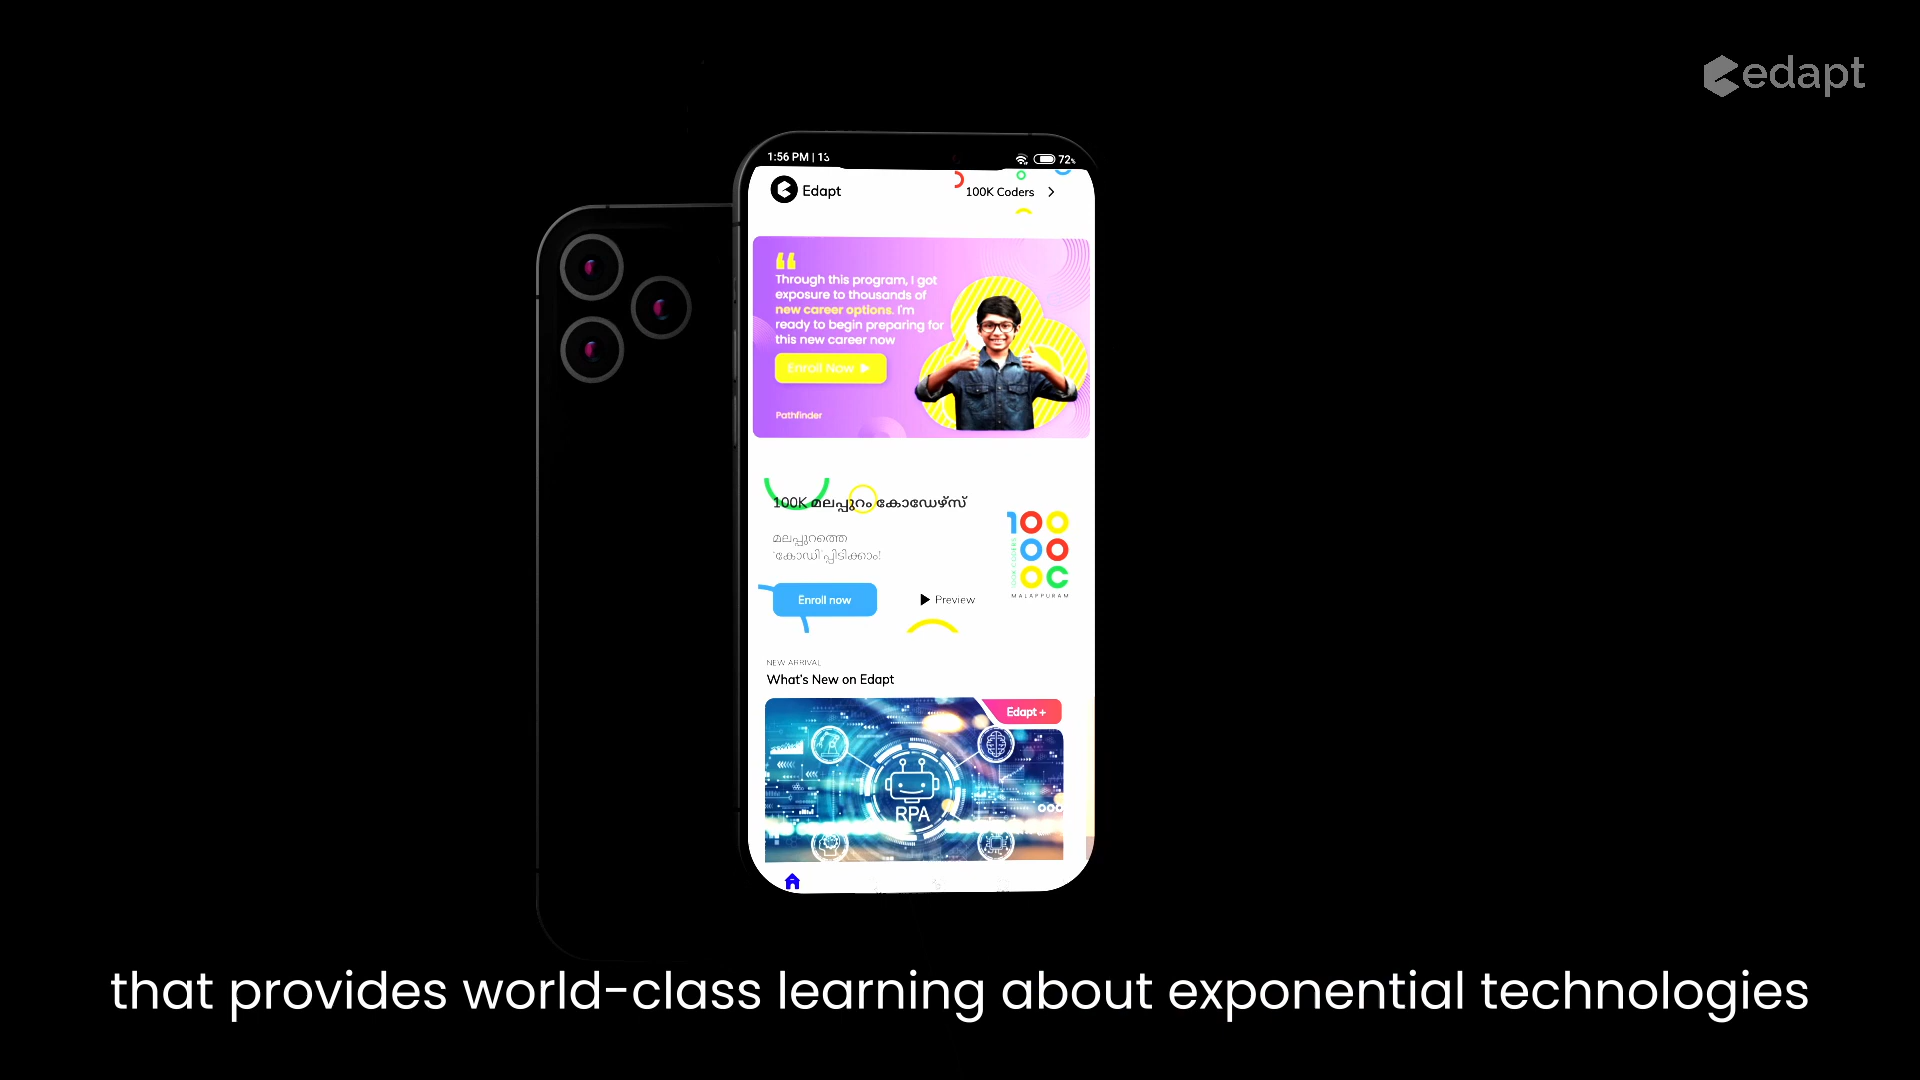 edapt
1:56 PM | 13
72%
Edapt
100K Coders
Through this program, I got
exposure to thousands of
new career options. I'm
ready to begin preparing for
this new career now
Enroll Now
Pathfinder
100K മലപ്പുറം കോഡേഴ്സ്
മലപ്പുറത്തെ
'കോഡി'പ്പിടിക്കാം!
100
00
0C
100K CODERS
MALAPPURAM
Enroll now
Preview
NEW ARRIVAL
What's New on Edapt
Edapt +
RPA
that provides world-class learning about exponential technologies